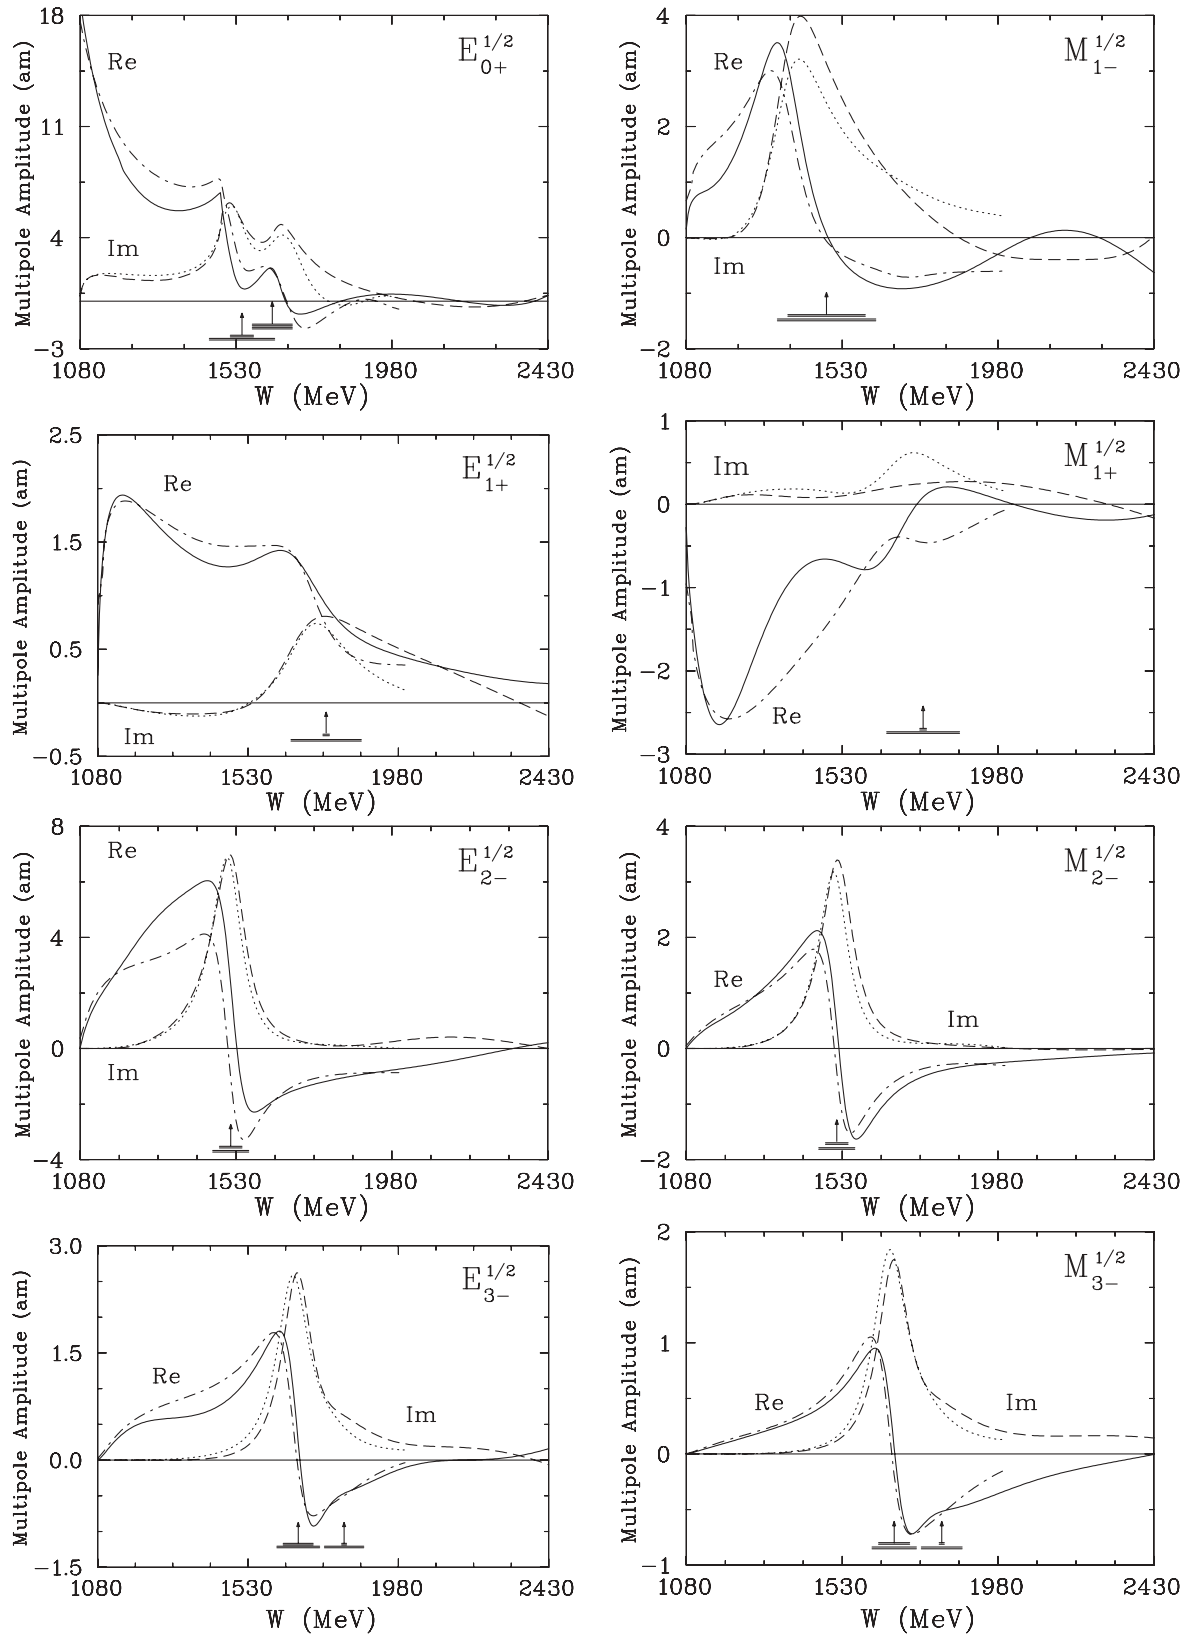 18
11
4
−3
Multipole Amplitude (am)
Re
Im
E 1/2 0+
1080 1530 1980 2430
W (MeV)
4
2
0
−2
Multipole Amplitude (am)
Re
Im
M 1/2 1−
1080 1530 1980 2430
W (MeV)
2.5
1.5
0.5
−0.5
Multipole Amplitude (am)
Re
Im
E 1/2 1+
1080 1530 1980 2430
W (MeV)
1
0
−1
−2
−3
Multipole Amplitude (am)
Im
Re
M 1/2 1+
1080 1530 1980 2430
W (MeV)
8
4
0
−4
Multipole Amplitude (am)
Re
Im
E 1/2 2−
1080 1530 1980 2430
W (MeV)
4
2
0
−2
Multipole Amplitude (am)
Re
Im
M 1/2 2−
1080 1530 1980 2430
W (MeV)
3.0
1.5
0.0
−1.5
Multipole Amplitude (am)
Re
Im
E 1/2 3−
1080 1530 1980 2430
W (MeV)
2
1
0
−1
Multipole Amplitude (am)
Re
Im
M 1/2 3−
1080 1530 1980 2430
W (MeV)